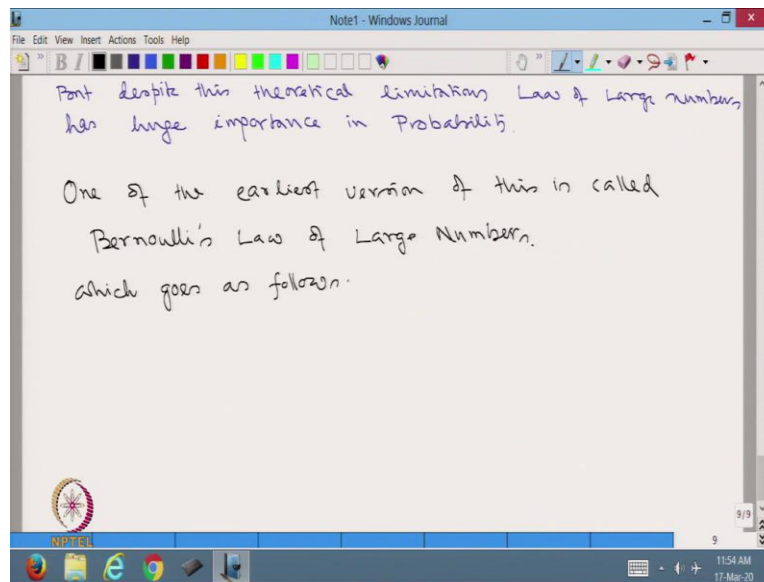 Note1 - Windows Journal
File Edit View Insert Actions Tools Help
But despite this theoretical limitations Law of Large numbers,
has huge importance in Probability.
One of the earliest version of this is called
Bernoulli's Law of Large Numbers.
which goes as follows.
NPTEL
9/9
9
11:54 AM
17-Mar-20